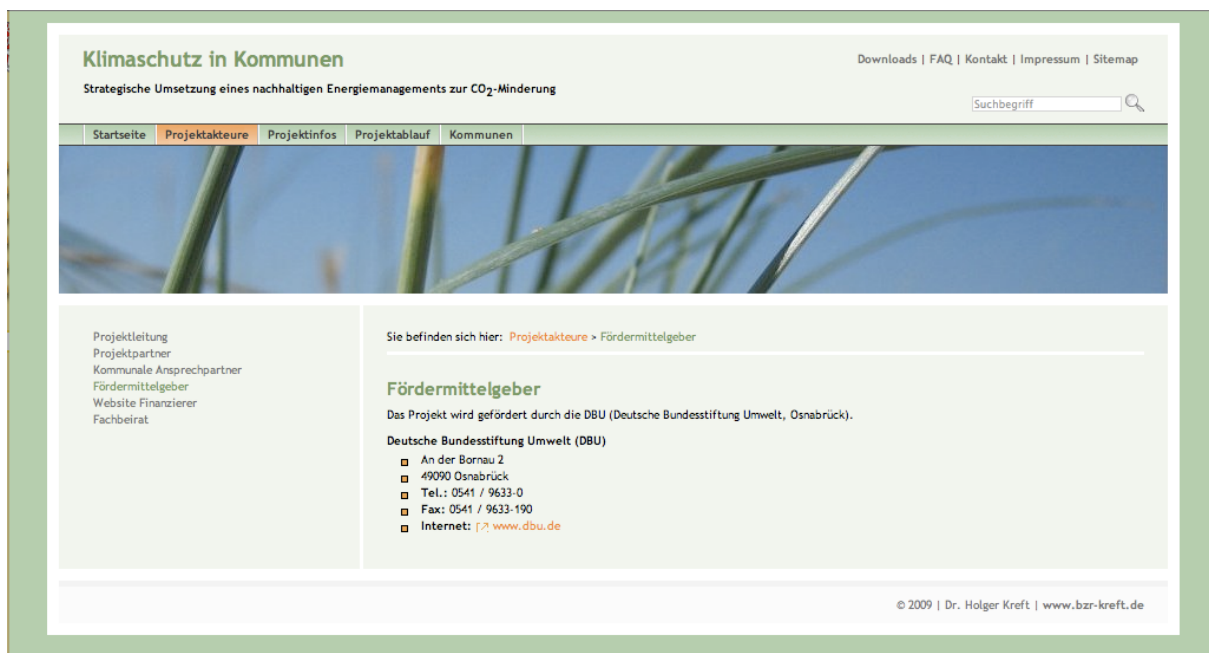 Klimaschutz in Kommunen
Downloads | FAQ | Kontakt | Impressum | Sitemap
Strategische Umsetzung eines nachhaltigen Energiemanagements zur CO2-Minderung
Suchbegriff
Startseite Projektakteure Projektinfos Projektablauf Kommunen
Projektleitung
Projektpartner
Kommunale Ansprechpartner
Fördermittelgeber
Website Finanzierer
Fachbeirat
Sie befinden sich hier: Projektakteure > Fördermittelgeber
Fördermittelgeber
Das Projekt wird gefördert durch die DBU (Deutsche Bundesstiftung Umwelt, Osnabrück).
Deutsche Bundesstiftung Umwelt (DBU)
An der Bornau 2
49090 Osnabrück
Tel.: 0541 / 9633-0
Fax: 0541 / 9633-190
Internet: www.dbu.de
© 2009 | Dr. Holger Kreft | www.bzr-kreft.de